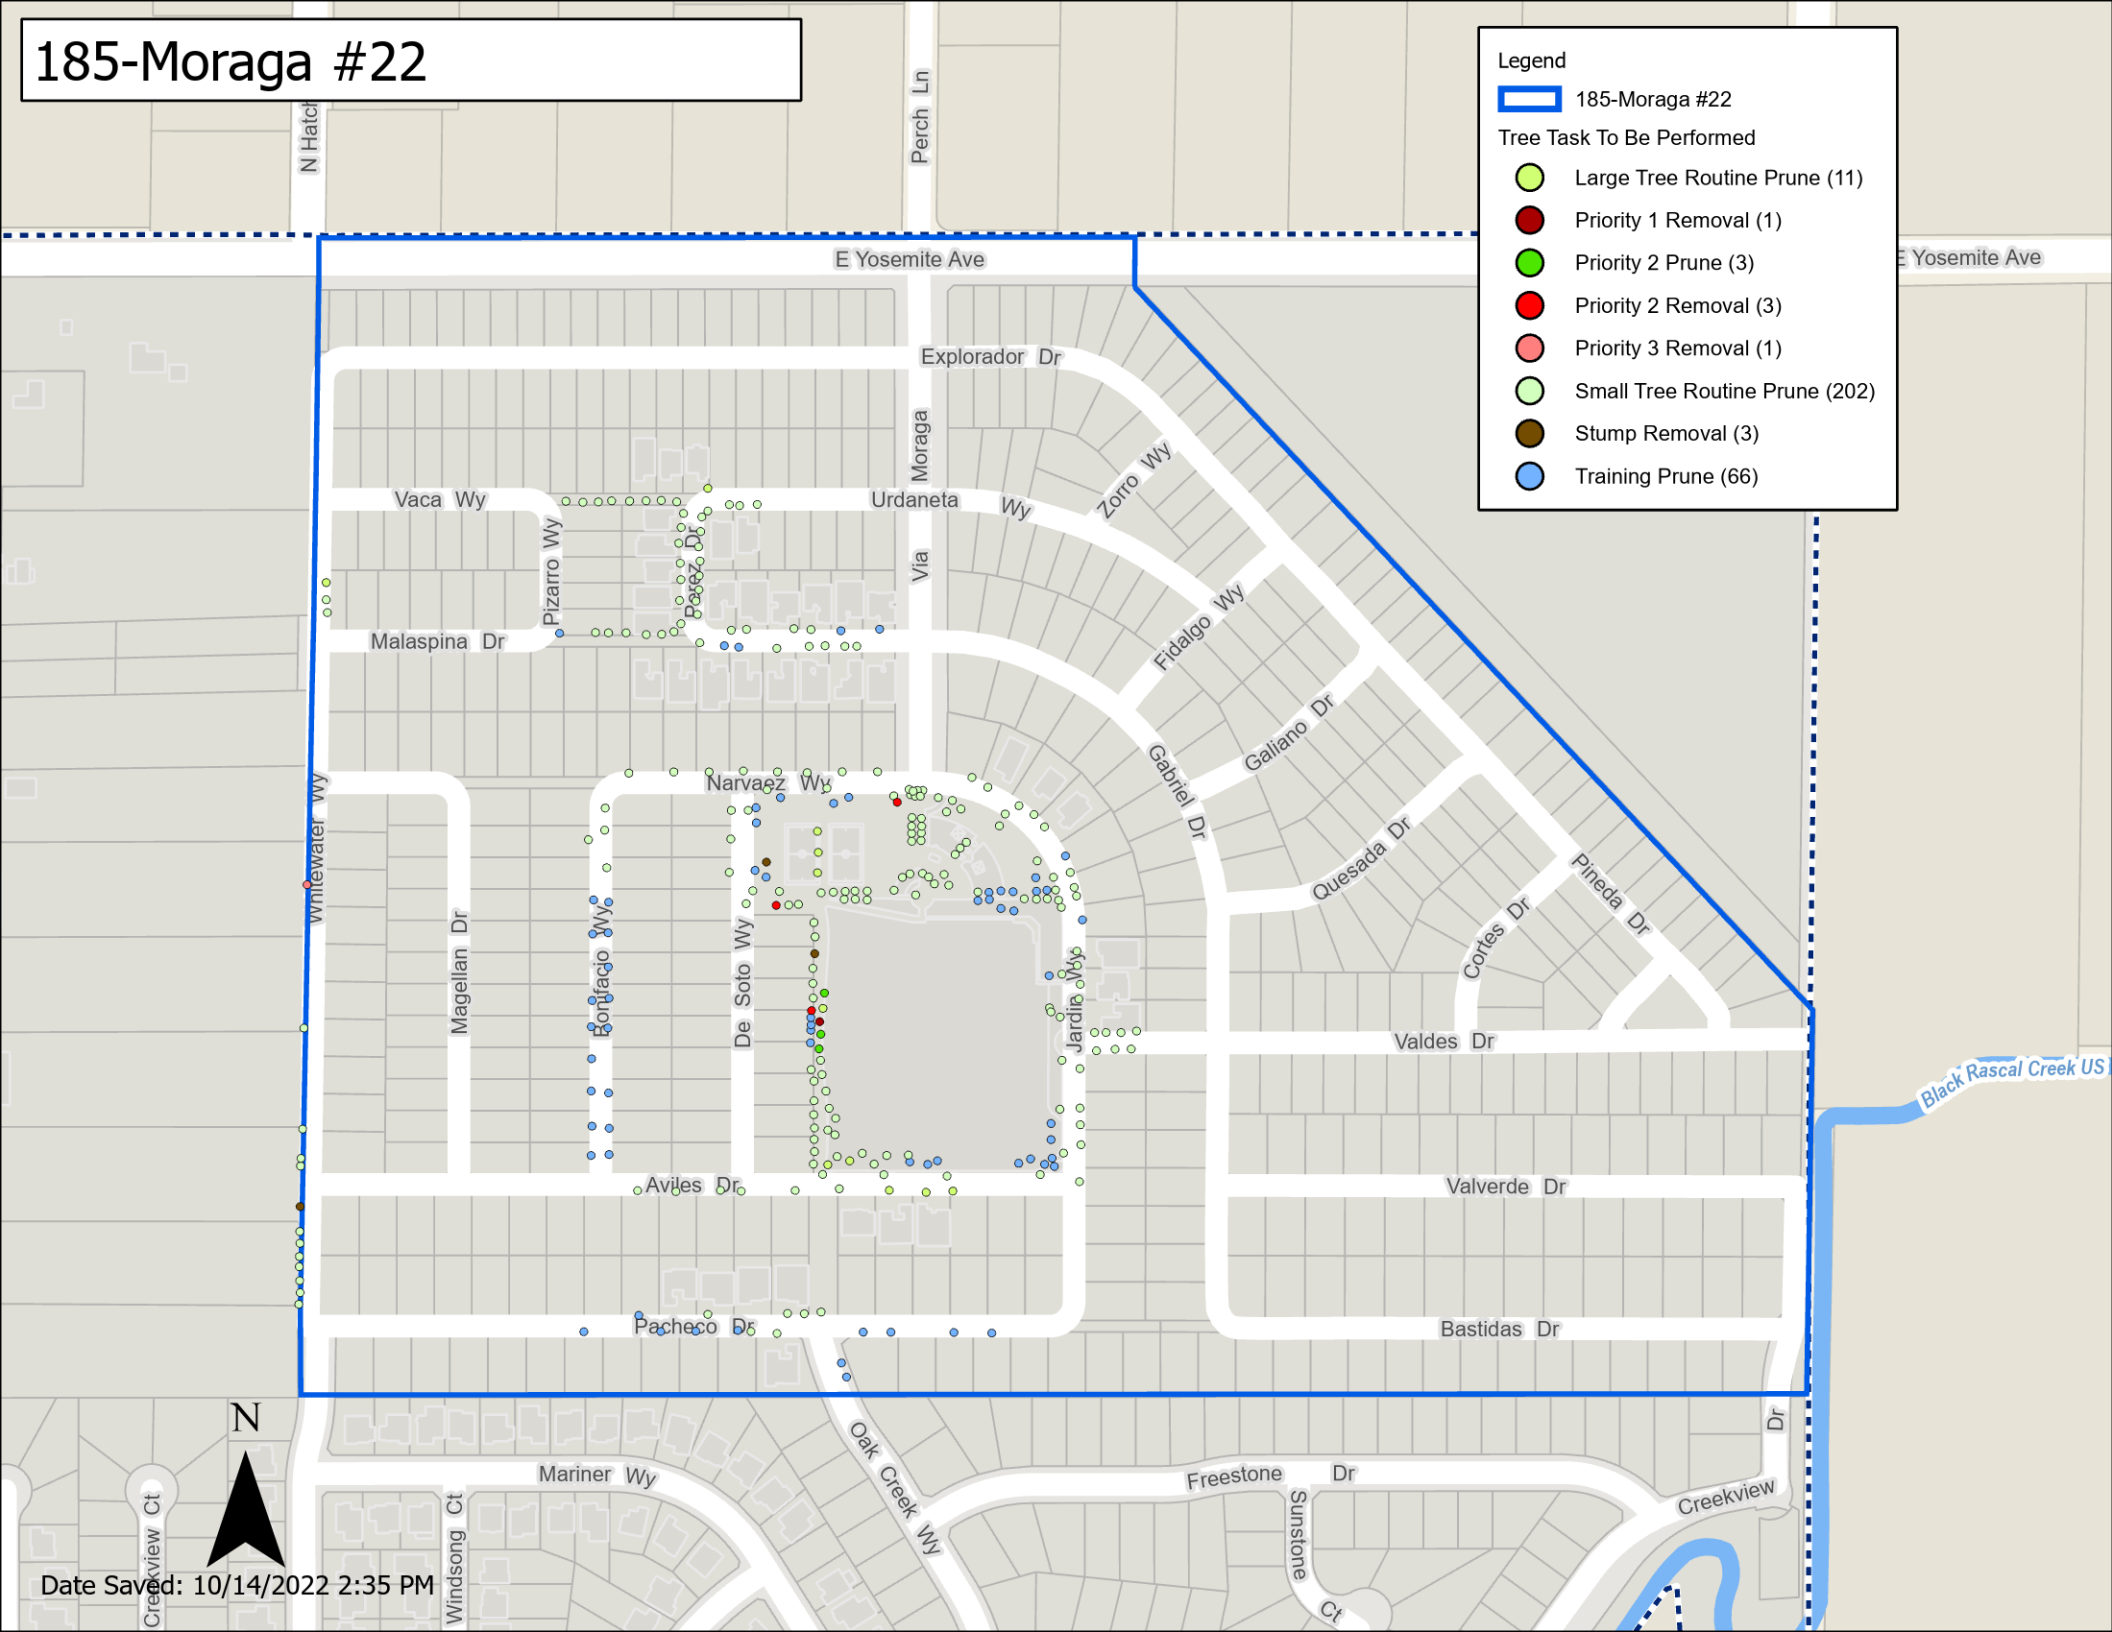 185-Moraga #22
Legend
185-Moraga #22
Tree Task To Be Performed
Large Tree Routine Prune (11)
Priority 1 Removal (1)
Priority 2 Prune (3)
Priority 2 Removal (3)
Priority 3 Removal (1)
Small Tree Routine Prune (202)
Stump Removal (3)
Training Prune (66)
N Hatch
Perch Ln
E Yosemite Ave
E Yosemite Ave
Explorador Dr
Via Moraga
Zorro Wy
Vaca Wy
Urdaneta Wy
Pizarro Wy
Perez Dr
Fidalgo Wy
Malaspina Dr
Galiano Dr
Gabriel Dr
Narvaez Wy
Whitewater Wy
Quesada Dr
Pineda Dr
Cortes Dr
Magellan Dr
Bonifacio Wy
De Soto Wy
Jardin Wy
Valdes Dr
Black Rascal Creek US
Aviles Dr
Valverde Dr
Pacheco Dr
Bastidas Dr
N
Oak Creek Wy
Mariner Wy
Freestone Dr
Creekview Dr
Sunstone Ct
Creekview Ct
Windsong Ct
Date Saved: 10/14/2022 2:35 PM